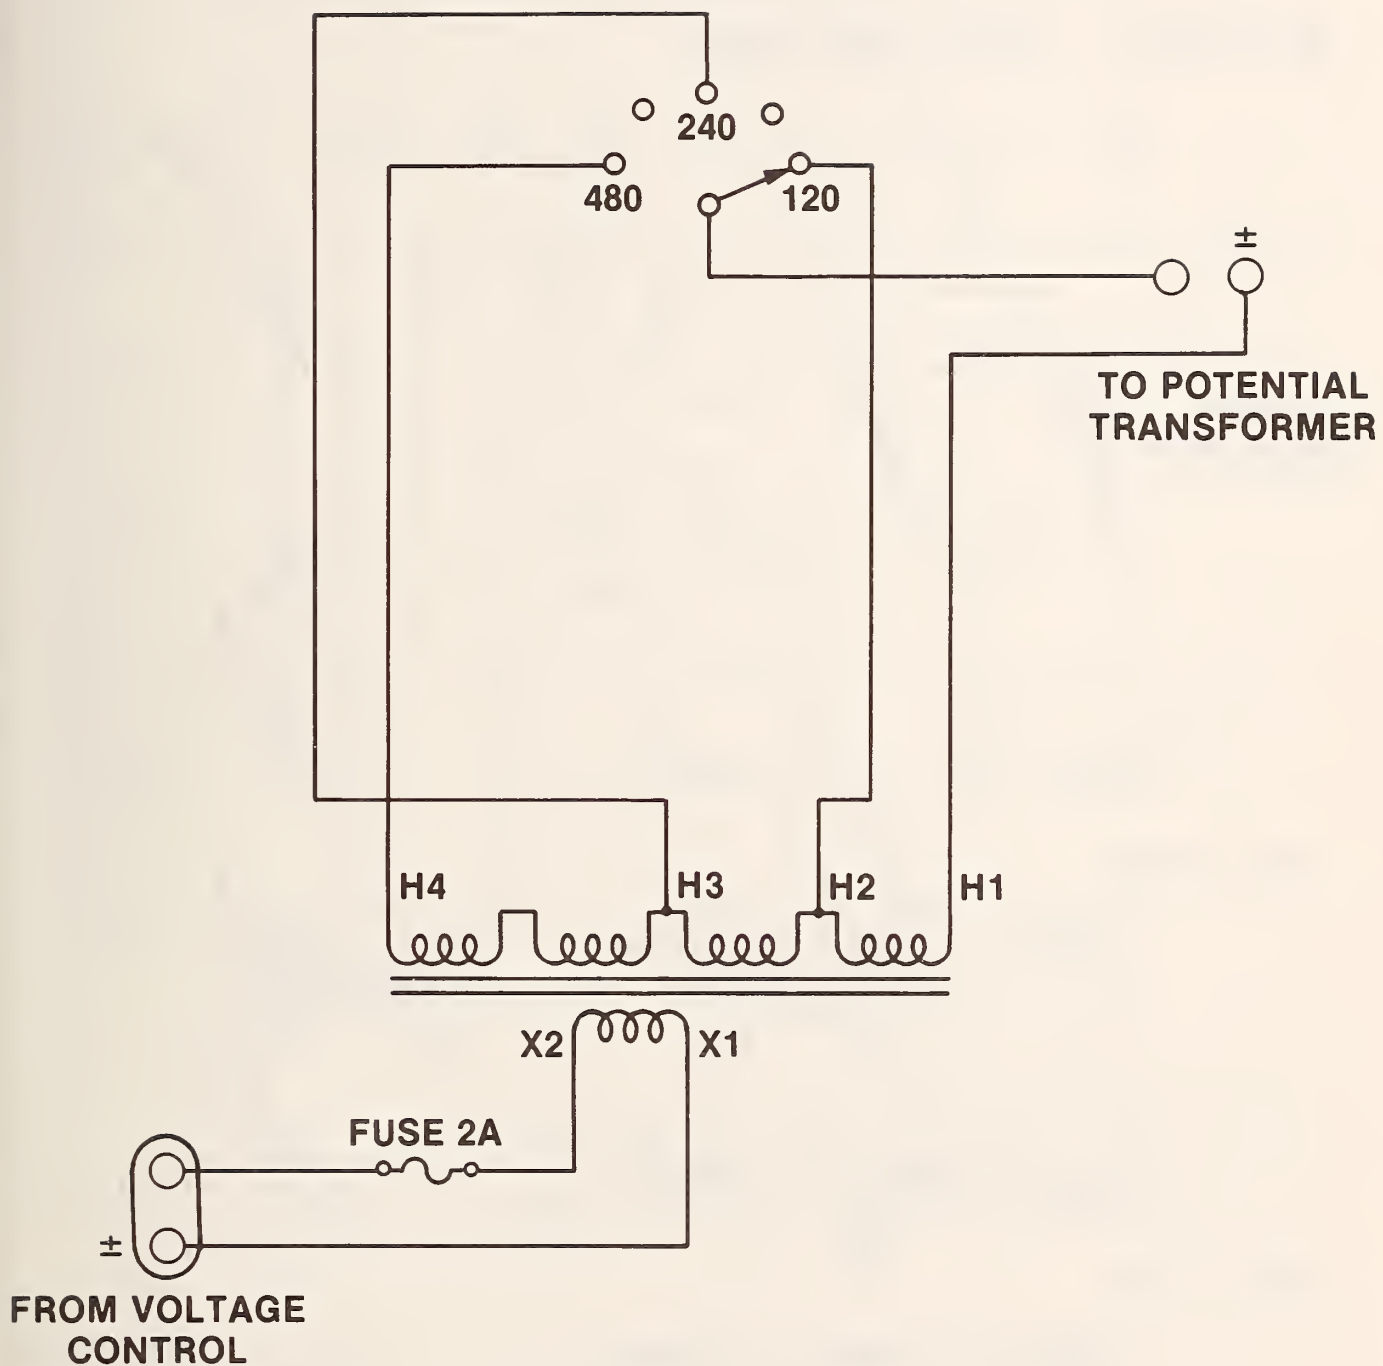 240
480
120
±
TO POTENTIAL
TRANSFORMER
H4
H3
H2
H1
X2
X1
FUSE 2A
±
FROM VOLTAGE
CONTROL